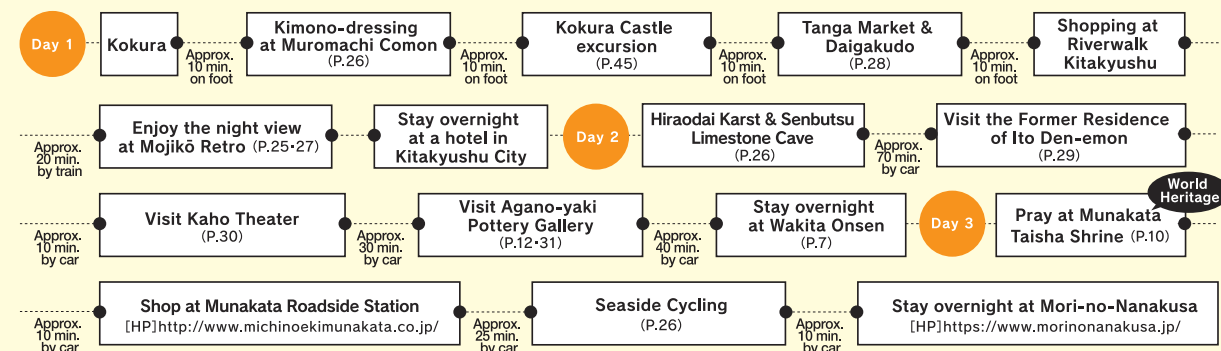 Day 1
Kokura
Approx.
10 min.
on foot
Kimono-dressing
at Muromachi Comon
(P.26)
Approx.
10 min.
on foot
Kokura Castle
excursion
(P.45)
Approx.
10 min.
on foot
Tanga Market &
Daigakudo
(P.28)
Approx.
10 min.
on foot
Shopping at
Riverwalk
Kitakyushu
Approx.
20 min.
by train
Enjoy the night view
at Mojikō Retro (P.25・27)
Stay overnight
at a hotel in
Kitakyushu City
Day 2
Hiraodai Karst & Senbutsu
Limestone Cave
(P.26)
Approx.
70 min.
by car
Visit the Former Residence
of Ito Den-emon
(P.29)
Approx.
10 min.
by car
Visit Kaho Theater
(P.30)
Approx.
30 min.
by car
Visit Agano-yaki
Pottery Gallery
(P.12・31)
Approx.
40 min.
by car
Stay overnight
at Wakita Onsen
(P.7)
Day 3
World
Heritage
Pray at Munakata
Taisha Shrine (P.10)
Approx.
10 min.
by car
Shop at Munakata Roadside Station
[HP]http://www.michinoekimunakata.co.jp/
Approx.
25 min.
by car
Seaside Cycling
(P.26)
Approx.
10 min.
by car
Stay overnight at Mori-no-Nanakusa
[HP]https://www.morinonanakusa.jp/